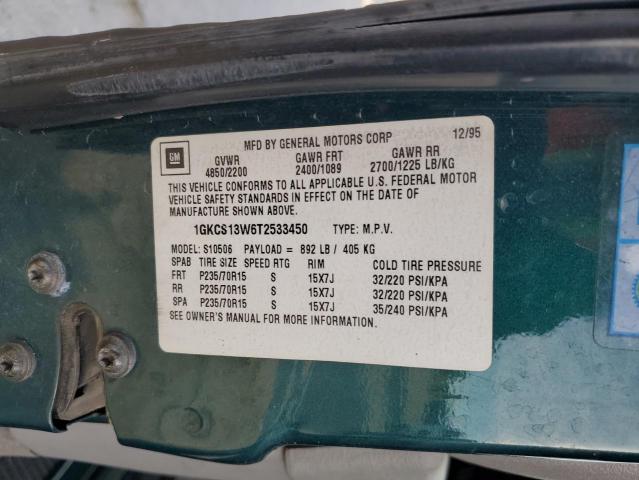 GM
MFD BY GENERAL MOTORS CORP 12/95
GVWR GAWR FRT GAWR RR
4850/2200 2400/1089 2700/1225 LB/KG
THIS VEHICLE CONFORMS TO ALL APPLICABLE U.S. FEDERAL MOTOR
VEHICLE SAFETY STANDARDS IN EFFECT ON THE DATE OF
MANUFACTURE SHOWN ABOVE.
1GKCS13W6T2533450 TYPE: M.P.V.
MODEL: S10506 PAYLOAD = 892 LB / 405 KG
SPAB TIRE SIZE SPEED RTG RIM COLD TIRE PRESSURE
FRT P235/70R15 S 15X7J 32/220 PSI/KPA
RR P235/70R15 S 15X7J 32/220 PSI/KPA
SPA P235/70R15 S 15X7J 35/240 PSI/KPA
SEE OWNER'S MANUAL FOR MORE INFORMATION.